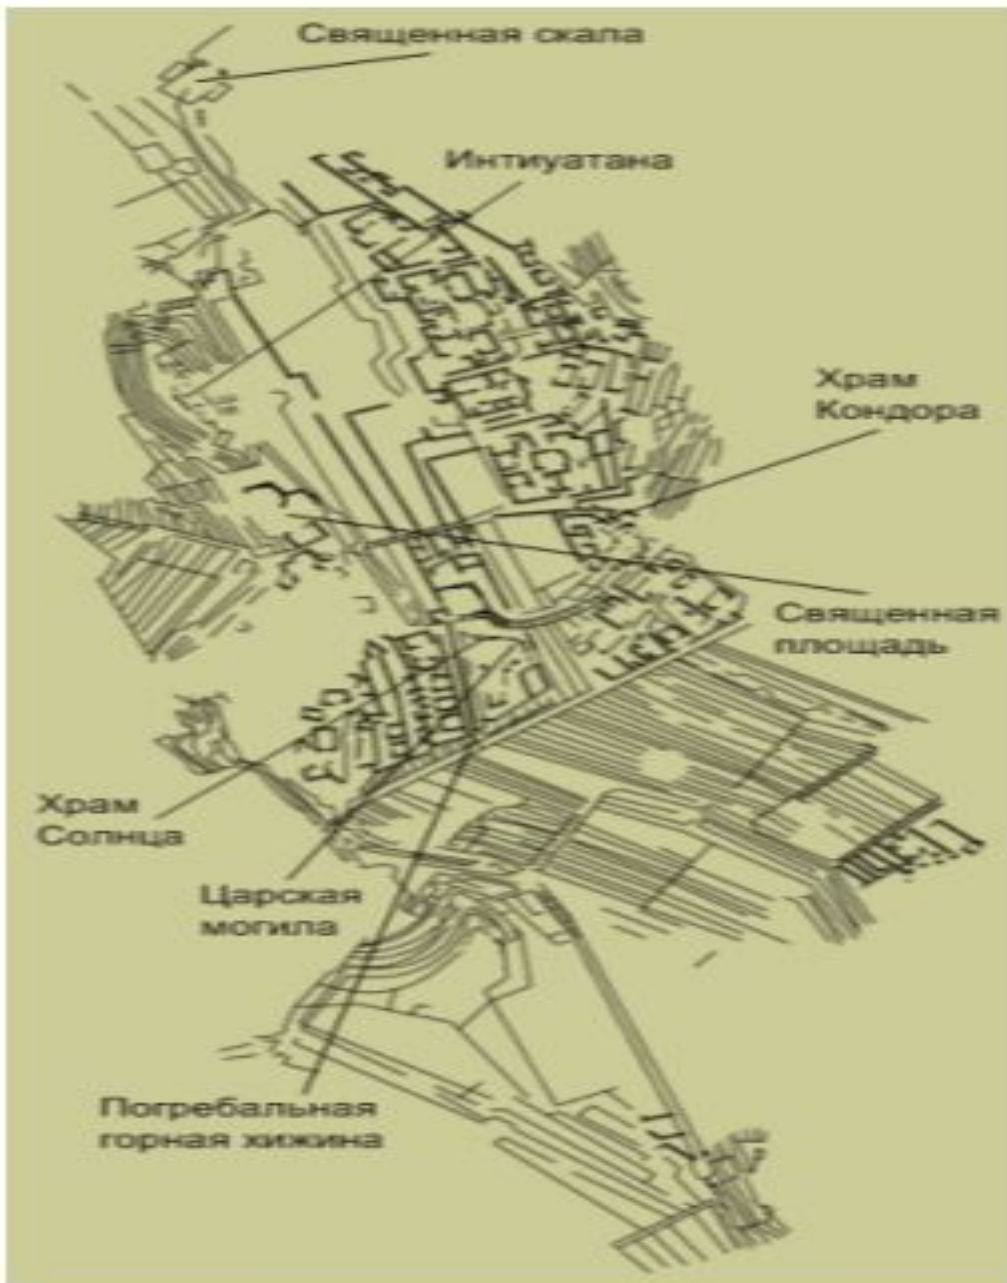 Священная скала
Интиуатана
Храм
Кондора
Священная
площадь
Храм
Солнца
Царская
могила
Погребальная
горная хижина